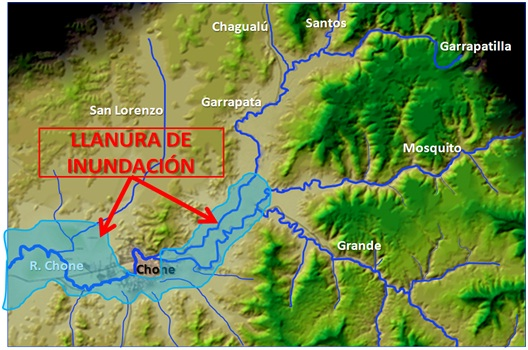 Chagualú
Santos
Garrapatilla
San Lorenzo
Garrapata
LLANURA DE
INUNDACIÓN
Mosquito
Grande
R. Chone
Chone